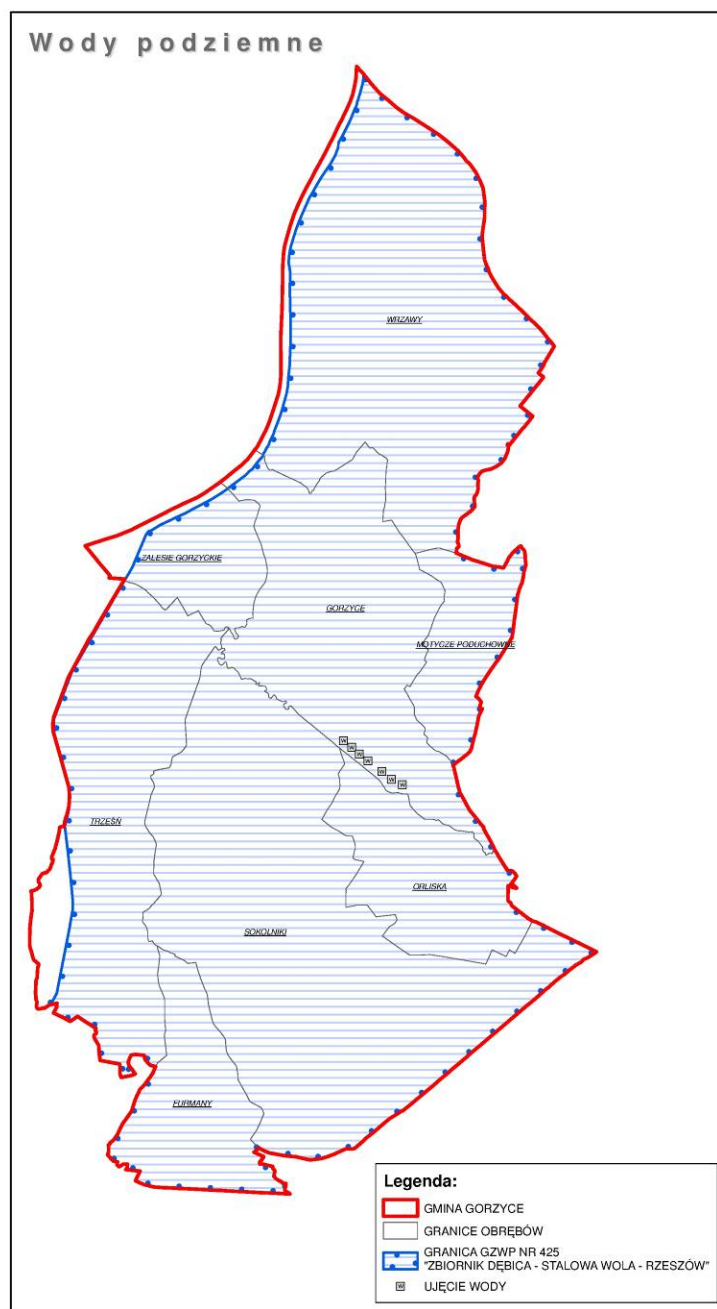 Wody podziemne
WRZAWY
ZALESIE GORZYCKIE
GORZYCE
MOTYCZE PODUCHOWNE
W
W
W
W
W
W
W
TRZEŚŃ
ORLISKA
SOKOLNIKI
FURMANY
Legenda:
GMINA GORZYCE
GRANICE OBRĘBÓW
GRANICA GZWP NR 425
"ZBIORNIK DĘBICA - STALOWA WOLA - RZESZÓW"
W UJĘCIE WODY